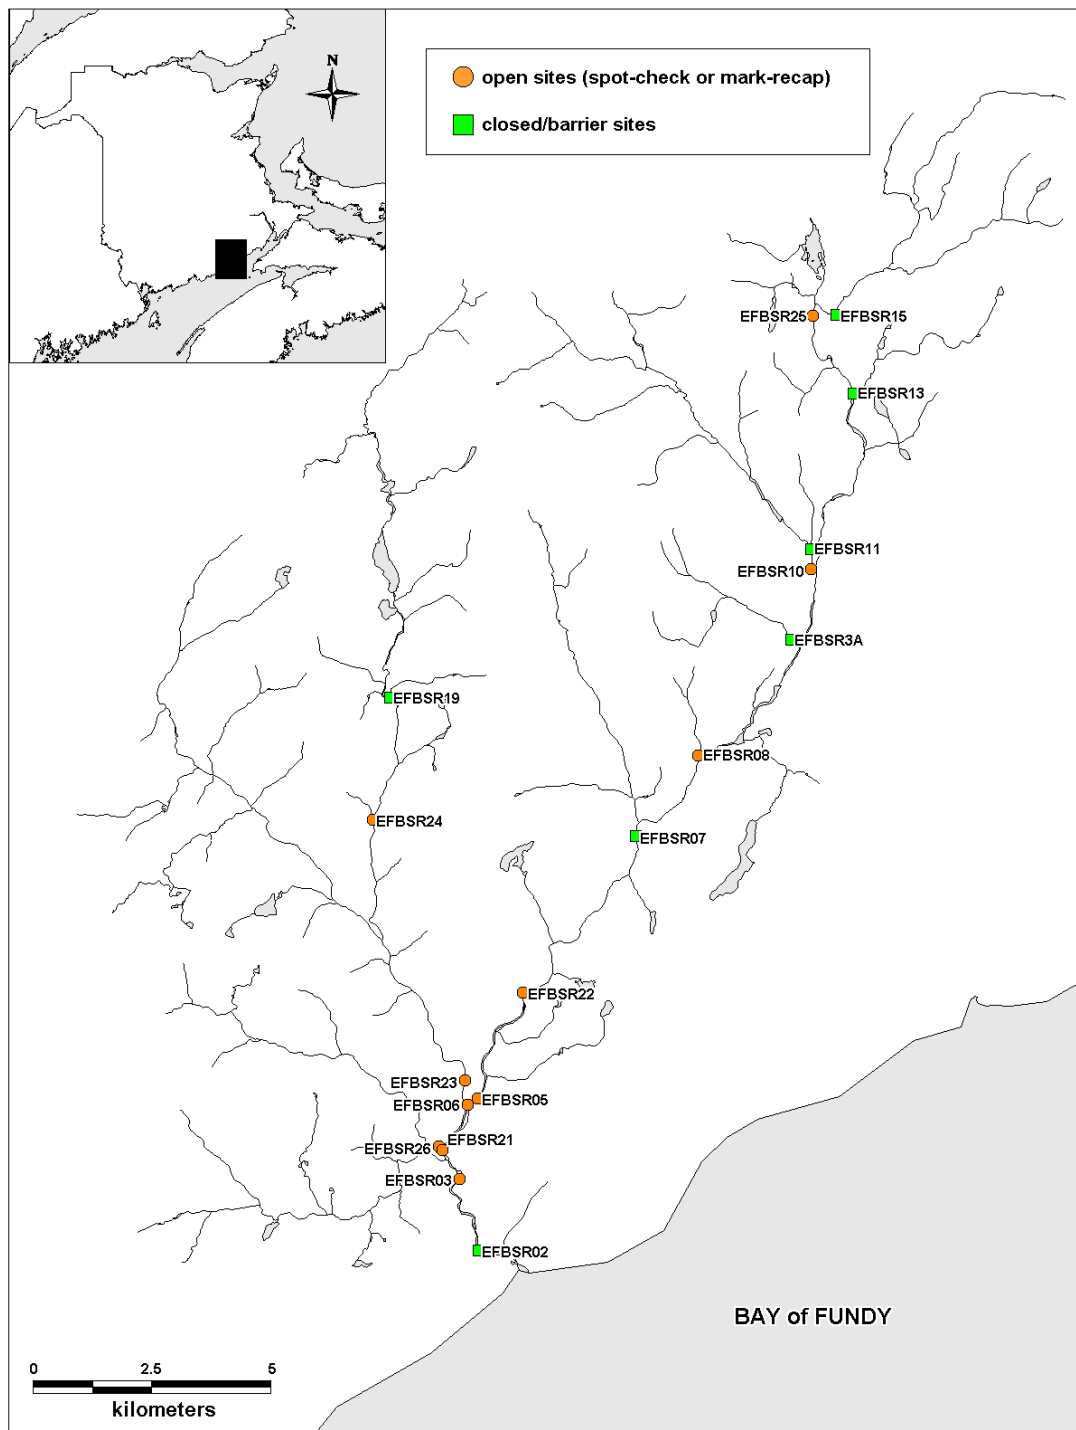 N
open sites (spot-check or mark-recap)
closed/barrier sites
EFBSR25
EFBSR15
EFBSR13
EFBSR11
EFBSR10
EFBSR3A
EFBSR19
EFBSR08
EFBSR24
EFBSR07
EFBSR22
EFBSR23
EFBSR05
EFBSR06
EFBSR21
EFBSR26
EFBSR03
EFBSR02
BAY of FUNDY
0 2.5 5
kilometers